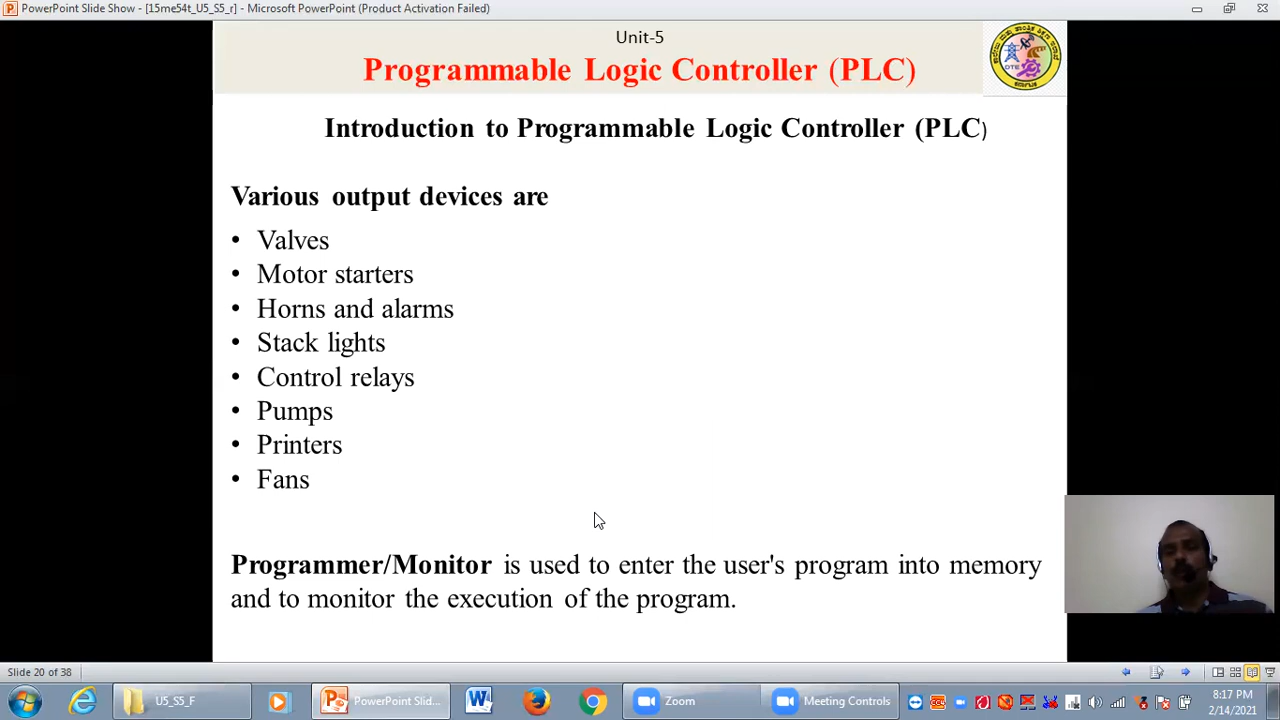 PowerPoint Slide Show - [15me54t_U5_S5_r] - Microsoft PowerPoint (Product Activation Failed)
Unit-5
Programmable Logic Controller (PLC)
DTE
Introduction to Programmable Logic Controller (PLC)
Various output devices are
• Valves
• Motor starters
• Horns and alarms
• Stack lights
• Control relays
• Pumps
• Printers
• Fans
Programmer/Monitor is used to enter the user's program into memory
and to monitor the execution of the program.
Slide 20 of 38
U5_S5_F
PowerPoint Slid...
Zoom
Meeting Controls
8:17 PM
2/14/2021